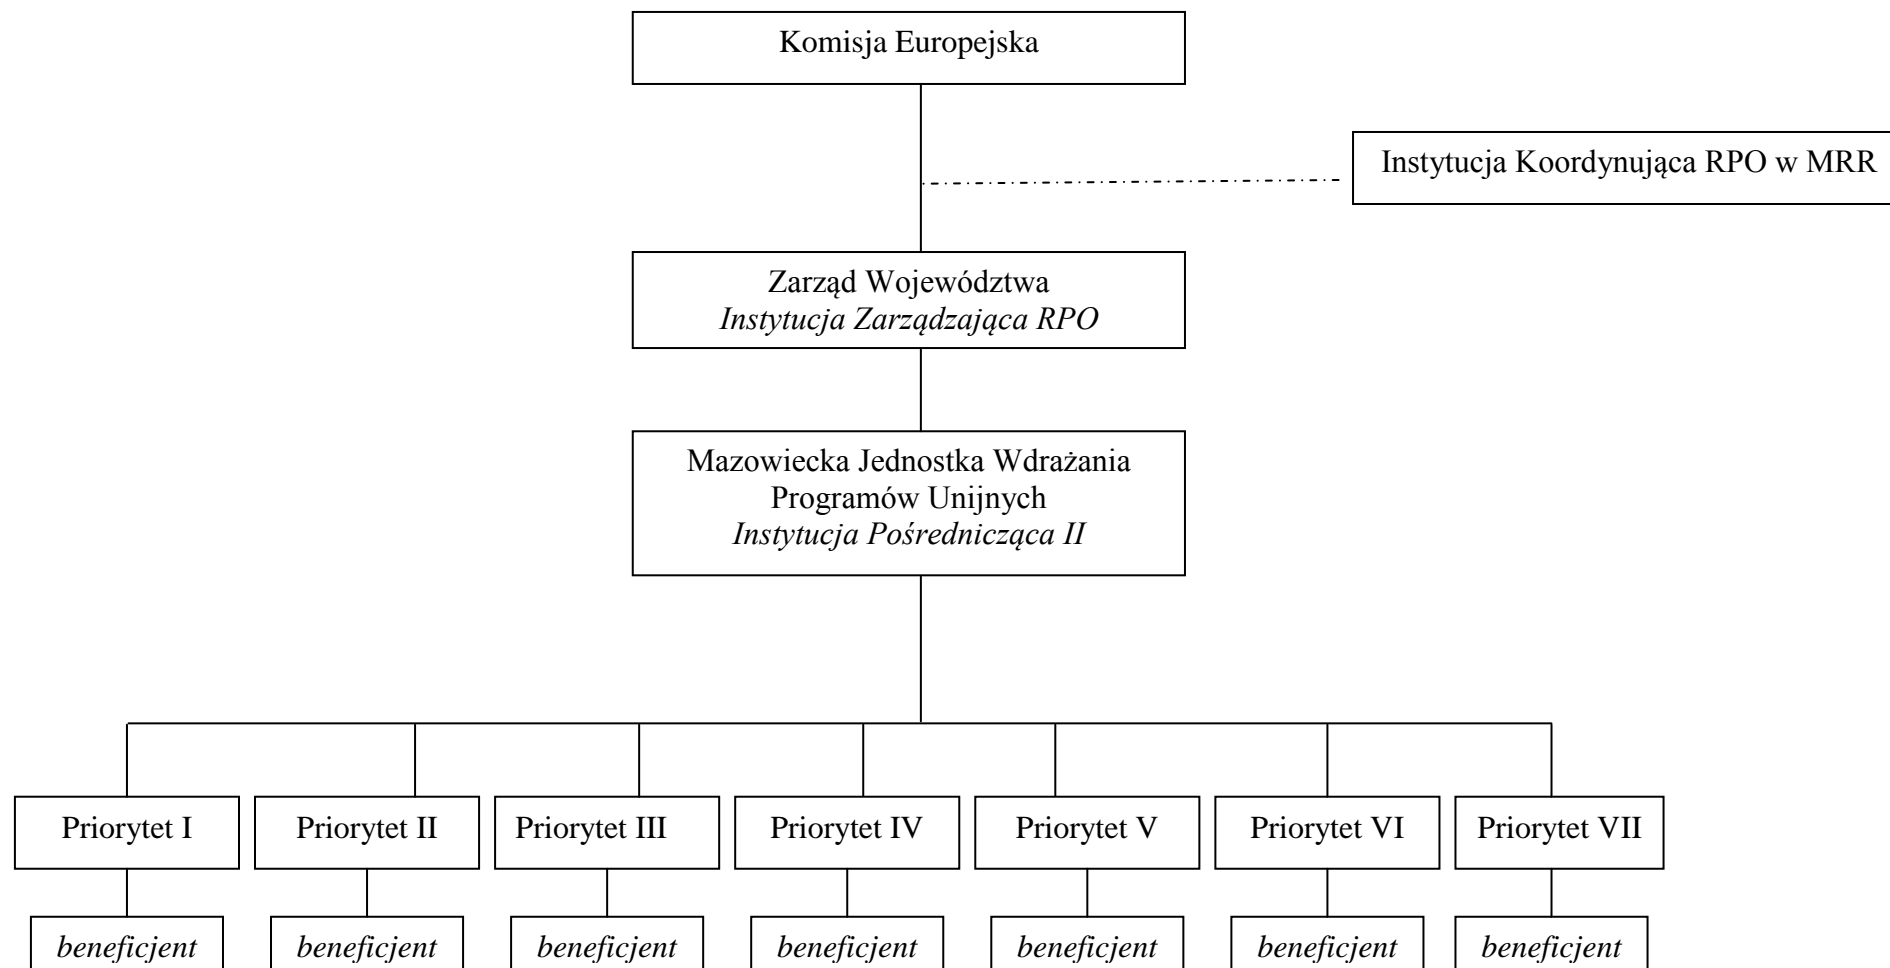 Komisja Europejska
Instytucja Koordynująca RPO w MRR
Zarząd Województwa
Instytucja Zarządzająca RPO
Mazowiecka Jednostka Wdrażania
Programów Unijnych
Instytucja Pośrednicząca II
Priorytet I
Priorytet II
Priorytet III
Priorytet IV
Priorytet V
Priorytet VI
Priorytet VII
beneficjent
beneficjent
beneficjent
beneficjent
beneficjent
beneficjent
beneficjent